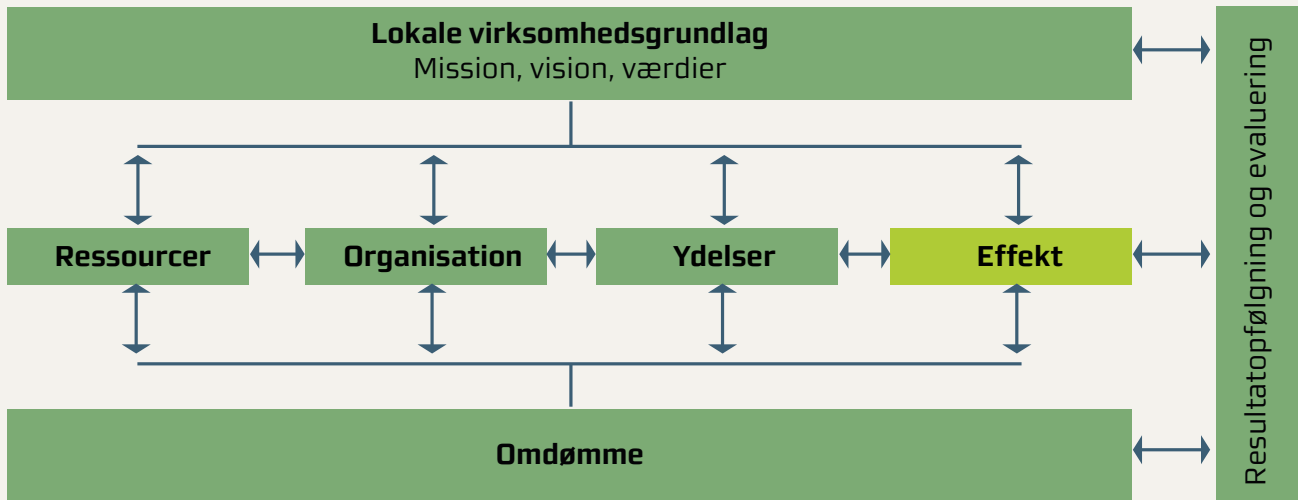 Lokale virksomhedsgrundlag
Mission, vision, værdier
Ressourcer
Organisation
Ydelser
Effekt
Omdømme
Resultatopfølgning og evaluering